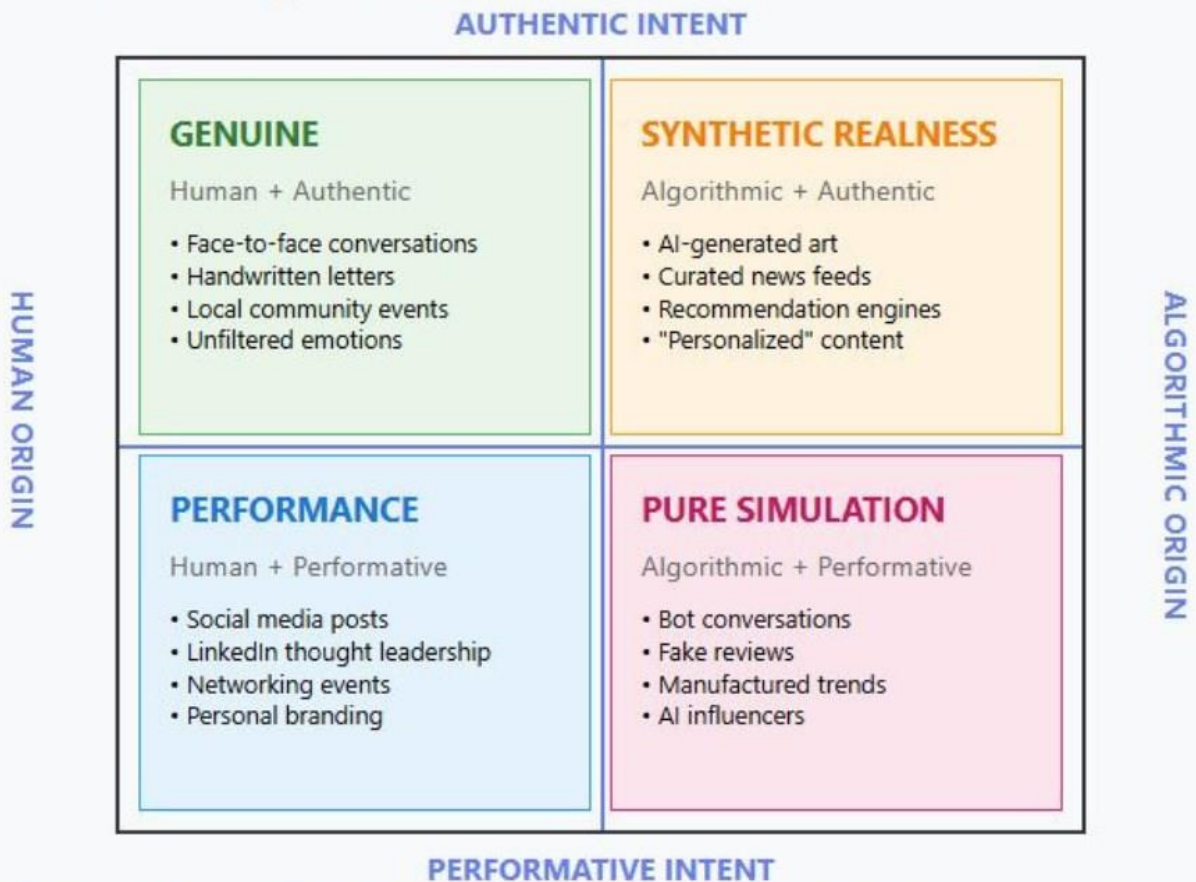 AUTHENTIC INTENT
HUMAN ORIGIN
GENUINE
Human + Authentic
• Face-to-face conversations
• Handwritten letters
• Local community events
• Unfiltered emotions
SYNTHETIC REALNESS
Algorithmic + Authentic
• AI-generated art
• Curated news feeds
• Recommendation engines
• "Personalized" content
ALGORITHMIC ORIGIN
PERFORMANCE
Human + Performative
• Social media posts
• LinkedIn thought leadership
• Networking events
• Personal branding
PURE SIMULATION
Algorithmic + Performative
• Bot conversations
• Fake reviews
• Manufactured trends
• AI influencers
PERFORMATIVE INTENT